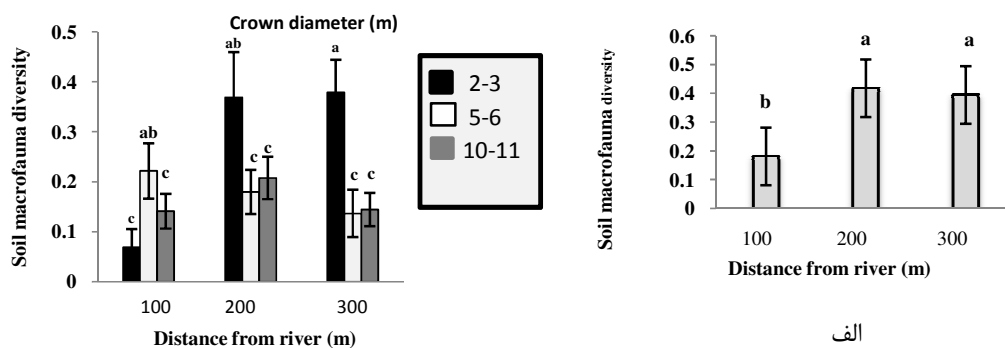 Crown diameter (m)
Soil macrofauna diversity
0.5
0.4
0.3
0.2
0.1
0
c
ab
c
ab
c
c
a
c
c
100
200
300
Distance from river (m)
2-3
5-6
10-11
Soil macrofauna diversity
0.6
0.5
0.4
0.3
0.2
0.1
0
b
a
a
100
200
300
Distance from river (m)
الف